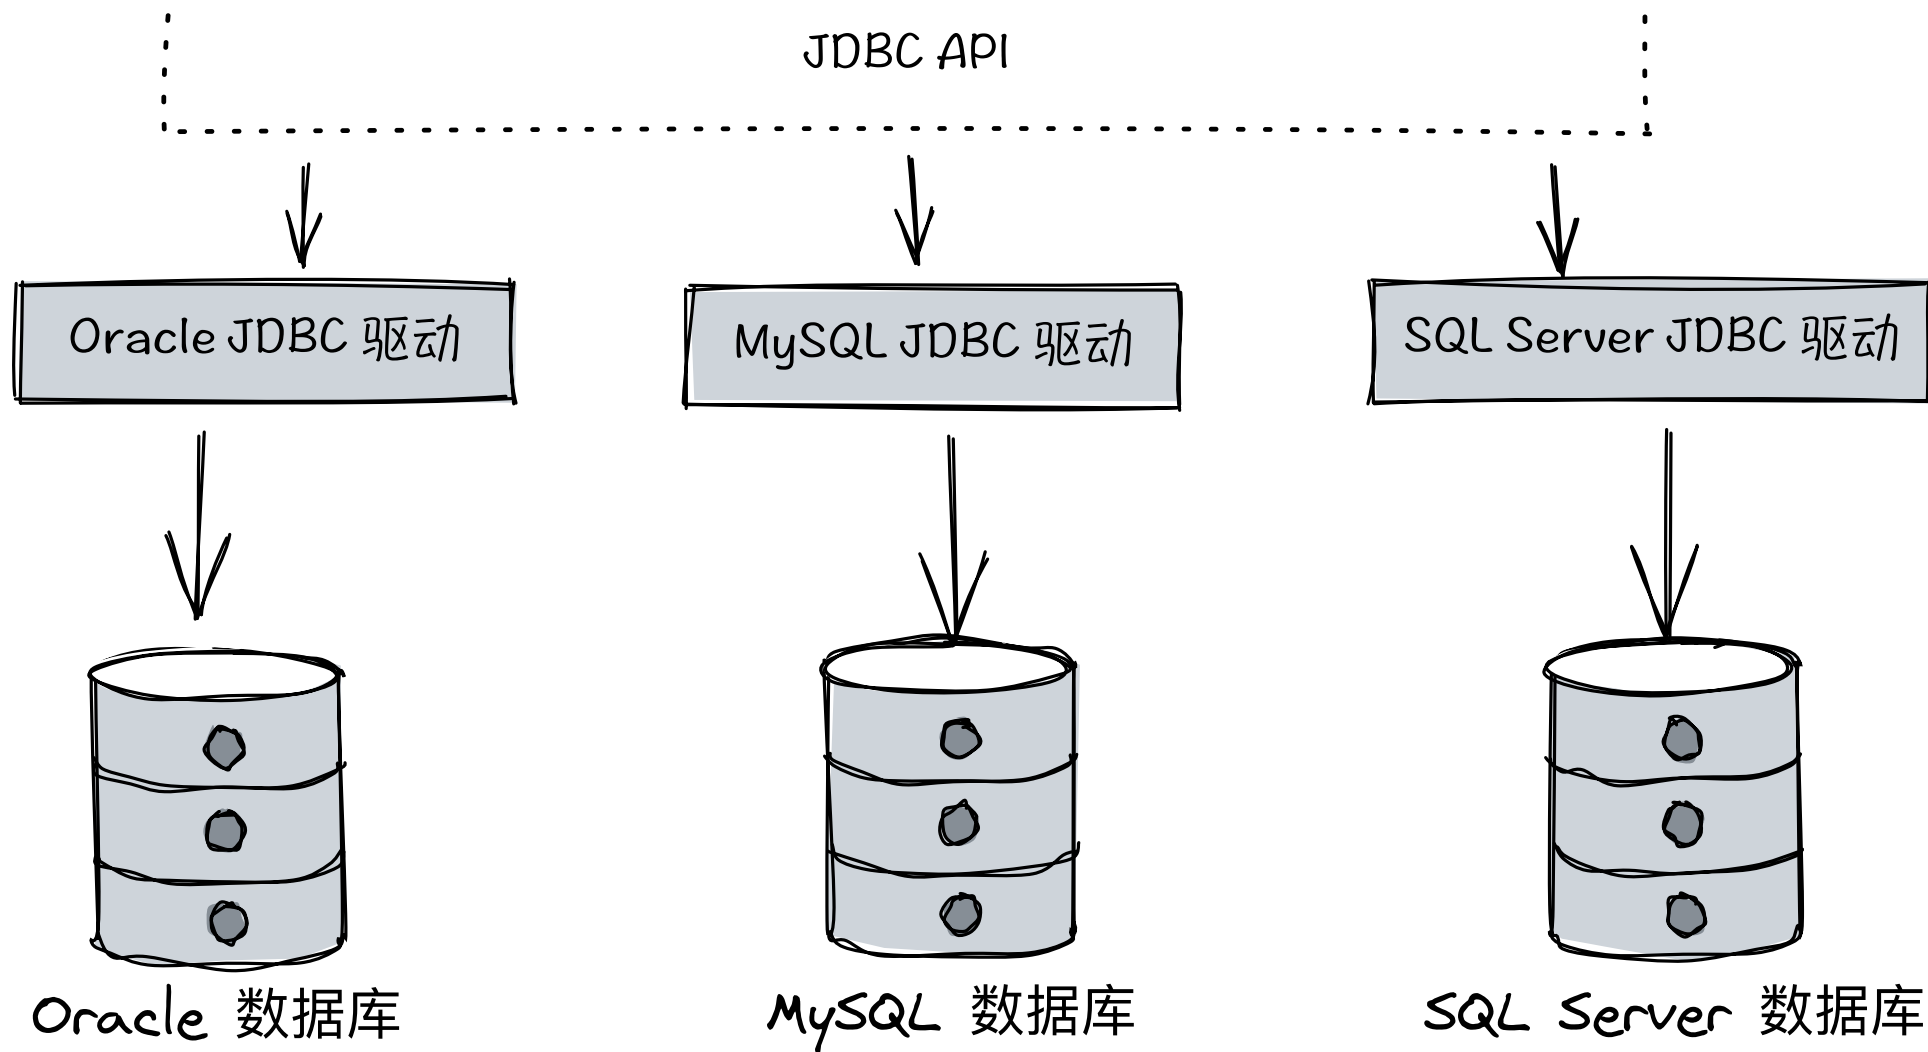 JDBC API
Oracle JDBC 驱动
MySQL JDBC 驱动
SQL Server JDBC 驱动
Oracle 数据库
MySQL 数据库
SQL Server 数据库